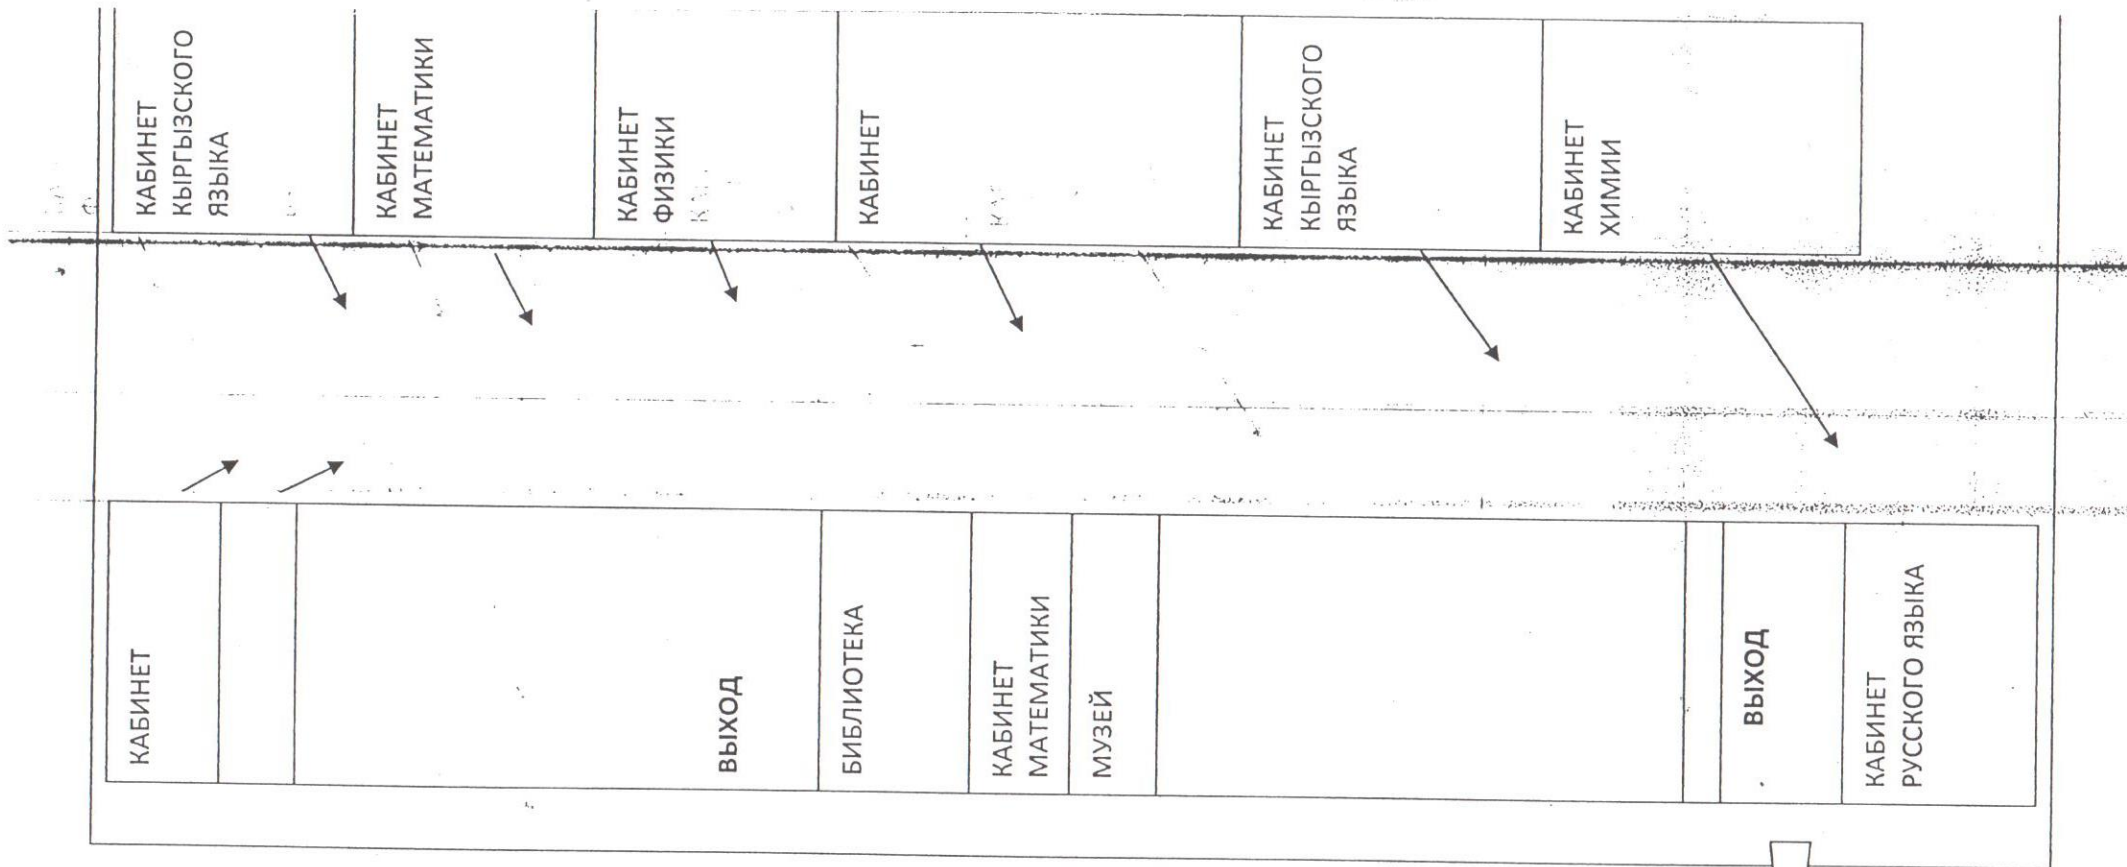 КАБИНЕТ
КЫРГЫЗСКОГО
ЯЗЫКА
КАБИНЕТ
МАТЕМАТИКИ
КАБИНЕТ
ФИЗИКИ
КАБИНЕТ
КАБИНЕТ
КЫРГЫЗСКОГО
ЯЗЫКА
КАБИНЕТ
ХИМИИ
КАБИНЕТ
ВЫХОД
БИБЛИОТЕКА
КАБИНЕТ
МАТЕМАТИКИ
МУЗЕЙ
ВЫХОД
КАБИНЕТ
РУССКОГО ЯЗЫКА